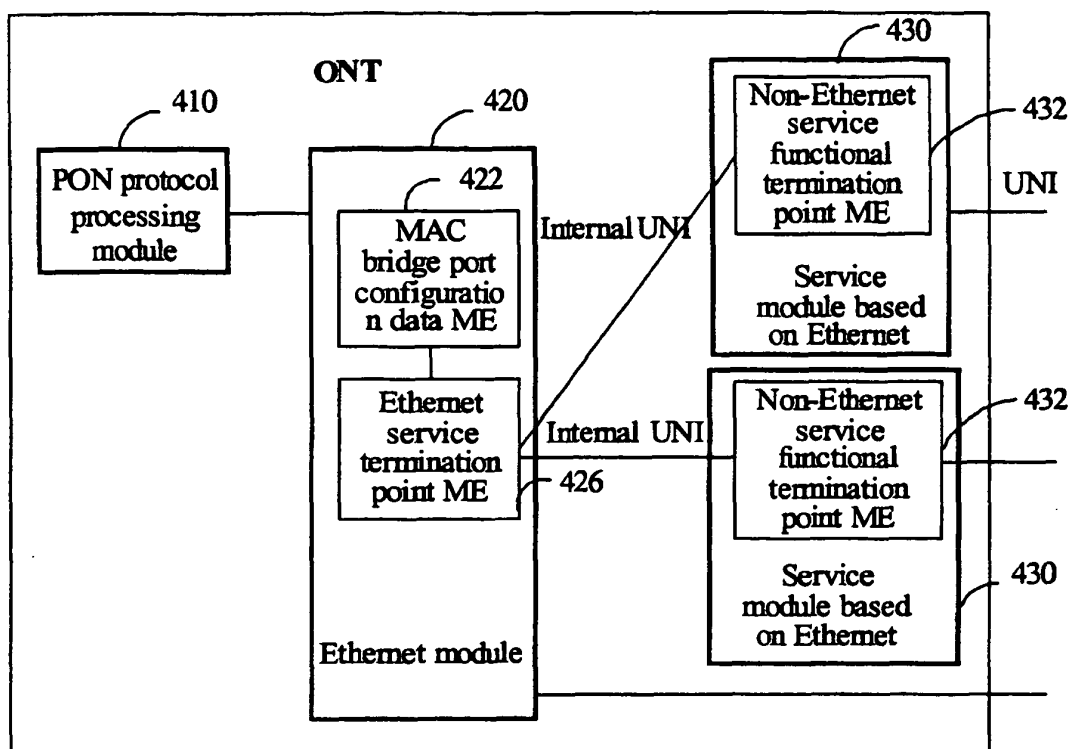 ONT
410
PON protocol
processing
module
420
422
MAC
bridge port
configuratio
n data ME
Ethernet
service
termination
point ME
426
Ethernet module
Internal UNI
Internal UNI
430
Non-Ethernet
service
functional
termination
point ME
432
UNI
Service
module based
on Ethernet
Non-Ethernet
service
functional
termination
point ME
432
Service
module based
on Ethernet
430